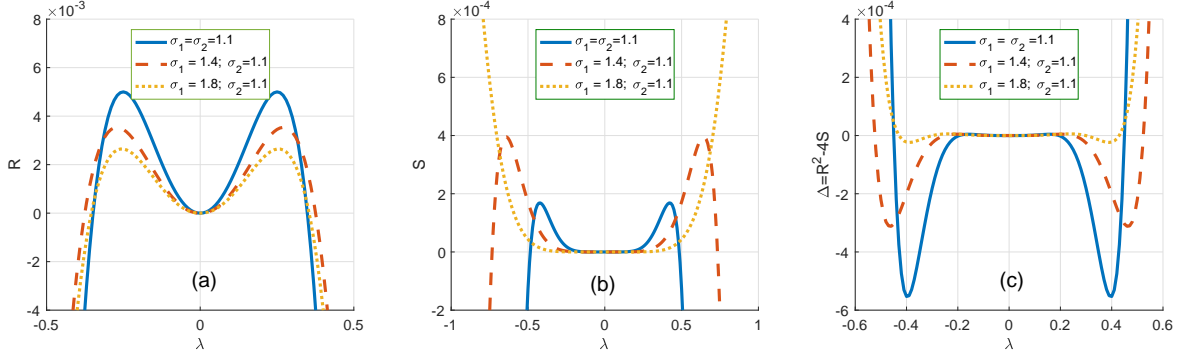 ×10⁻³
8
6
4
2
0
-2
-4
R
-0.5
0
0.5
λ
σ₁=σ₂=1.1
σ₁ = 1.4; σ₂=1.1
σ₁ = 1.8; σ₂=1.1
(a)
×10⁻⁴
8
6
4
2
0
-2
S
-1
-0.5
0
0.5
1
λ
σ₁=σ₂=1.1
σ₁ = 1.4; σ₂=1.1
σ₁ = 1.8; σ₂=1.1
(b)
×10⁻⁴
4
2
0
-2
-4
-6
Δ=R²-4S
-0.6
-0.4
-0.2
0
0.2
0.4
0.6
λ
σ₁ = σ₂ =1.1
σ₁ = 1.4; σ₂=1.1
σ₁ = 1.8; σ₂=1.1
(c)